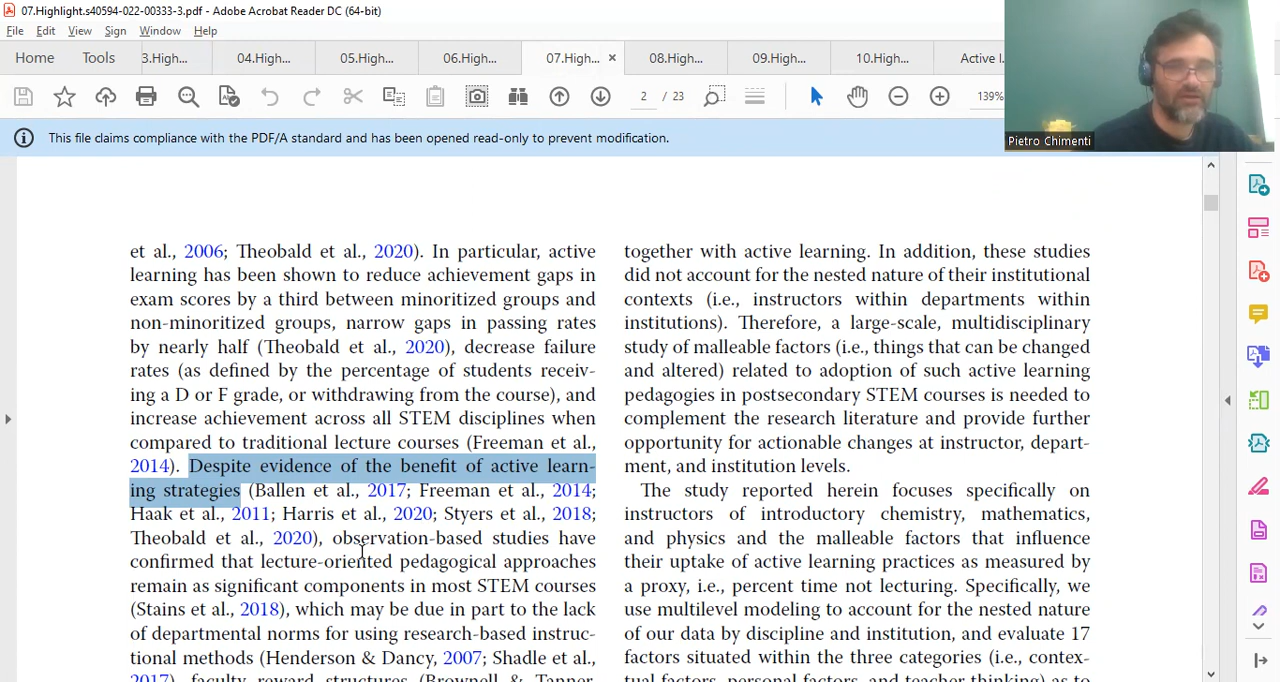 07.Highlight.s40594-022-00333-3.pdf - Adobe Acrobat Reader DC (64-bit)
File Edit View Sign Window Help
Home Tools 3.High... 04.High... 05.High... 06.High... 07.High... × 08.High... 09.High... 10.High... Active l.
2 / 23 139%
Pietro Chimenti
This file claims compliance with the PDF/A standard and has been opened read-only to prevent modification.
et al., 2006; Theobald et al., 2020). In particular, active
learning has been shown to reduce achievement gaps in
exam scores by a third between minoritized groups and
non-minoritized groups, narrow gaps in passing rates
by nearly half (Theobald et al., 2020), decrease failure
rates (as defined by the percentage of students receiv-
ing a D or F grade, or withdrawing from the course), and
increase achievement across all STEM disciplines when
compared to traditional lecture courses (Freeman et al.,
2014). Despite evidence of the benefit of active learn-
ing strategies (Ballen et al., 2017; Freeman et al., 2014;
Haak et al., 2011; Harris et al., 2020; Styers et al., 2018;
Theobald et al., 2020), observation-based studies have
confirmed that lecture-oriented pedagogical approaches
remain as significant components in most STEM courses
(Stains et al., 2018), which may be due in part to the lack
of departmental norms for using research-based instruc-
tional methods (Henderson & Dancy, 2007; Shadle et al.,
2017), faculty reward structures (Brownell & Tanner,
together with active learning. In addition, these studies
did not account for the nested nature of their institutional
contexts (i.e., instructors within departments within
institutions). Therefore, a large-scale, multidisciplinary
study of malleable factors (i.e., things that can be changed
and altered) related to adoption of such active learning
pedagogies in postsecondary STEM courses is needed to
complement the research literature and provide further
opportunity for actionable changes at instructor, depart-
ment, and institution levels.
The study reported herein focuses specifically on
instructors of introductory chemistry, mathematics,
and physics and the malleable factors that influence
their uptake of active learning practices as measured by
a proxy, i.e., percent time not lecturing. Specifically, we
use multilevel modeling to account for the nested nature
of our data by discipline and institution, and evaluate 17
factors situated within the three categories (i.e., contex-
tual factors, personal factors, and teacher thinking) as to